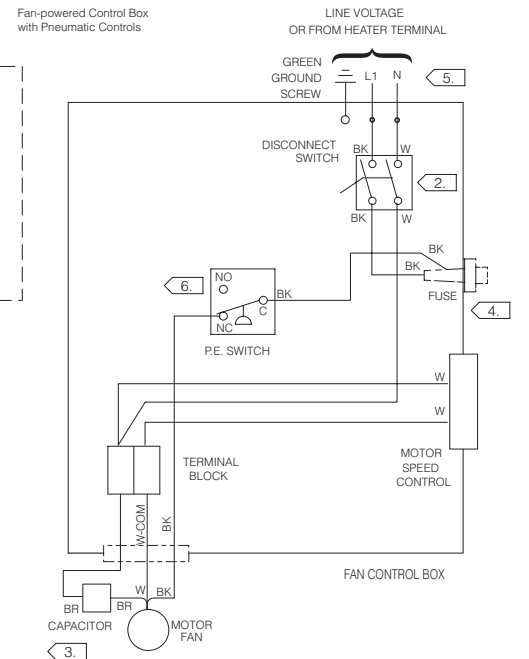 Fan-powered Control Box
with Pneumatic Controls
LINE VOLTAGE
OR FROM HEATER TERMINAL
GREEN
GROUND
SCREW
L1 N
5.
DISCONNECT
SWITCH
BK W
2.
BK W
BK
BK
FUSE
4.
6.
NO
BK
C
NC
P.E. SWITCH
W
W
MOTOR
SPEED
CONTROL
TERMINAL
BLOCK
W-COM
BK
FAN CONTROL BOX
W BK
BR BR
CAPACITOR
MOTOR
FAN
3.